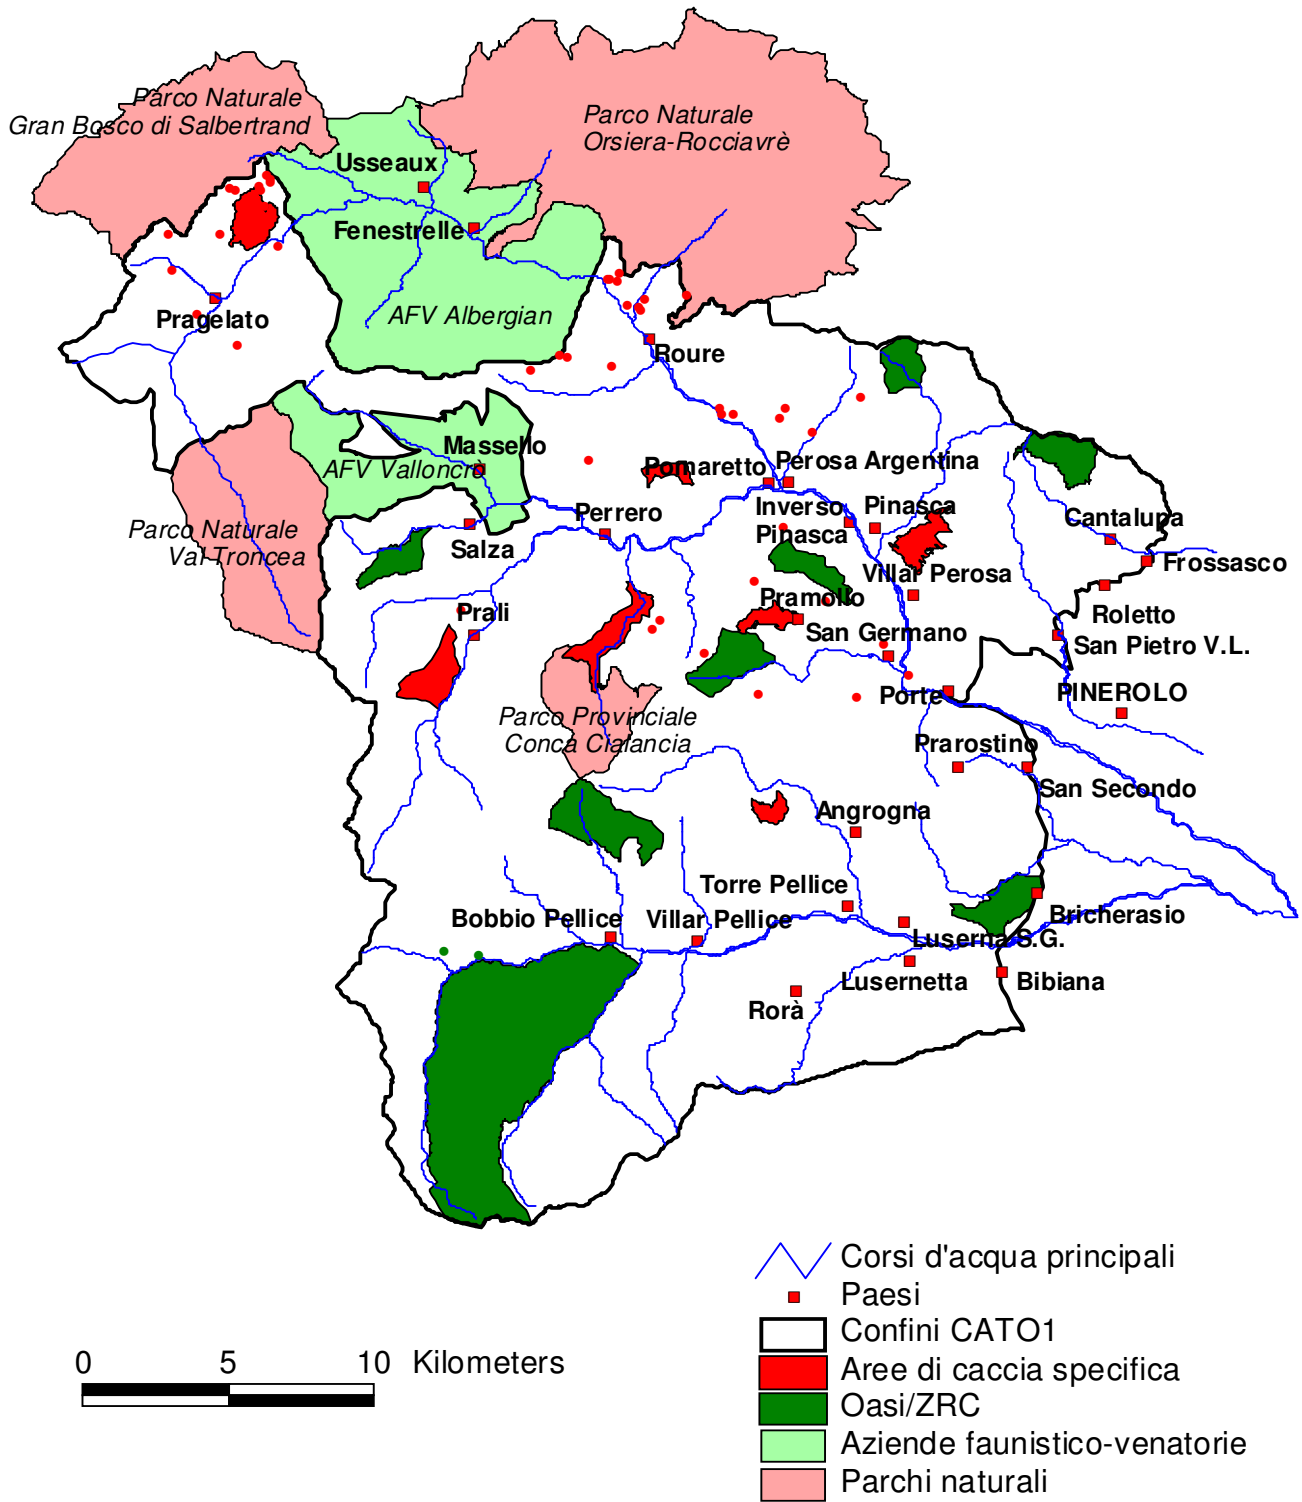 Parco Naturale
Gran Bosco di Salbertrand
Parco Naturale
Orsiera-Rocciavrè
Usseaux
Fenestrelle
AFV Albergian
Pragelato
Roure
Massello
AFV Valloncrò
Pomaretto
Perosa Argentina
Parco Naturale
Val Troncea
Salza
Perrero
Inverso
Pinasca
Pinasca
Cantalupa
Frossasco
Villar Perosa
Roletto
Prali
Pramollo
San Germano
San Pietro V.L.
Porte
PINEROLO
Parco Provinciale
Conca Cialancia
Prarostino
San Secondo
Angrogna
Torre Pellice
Bobbio Pellice
Villar Pellice
Bricherasio
Luserna S.G.
Lusernetta
Bibiana
Rorà
Corsi d'acqua principali
Paesi
Confini CATO1
Aree di caccia specifica
Oasi/ZRC
Aziende faunistico-venatorie
Parchi naturali
0 5 10 Kilometers